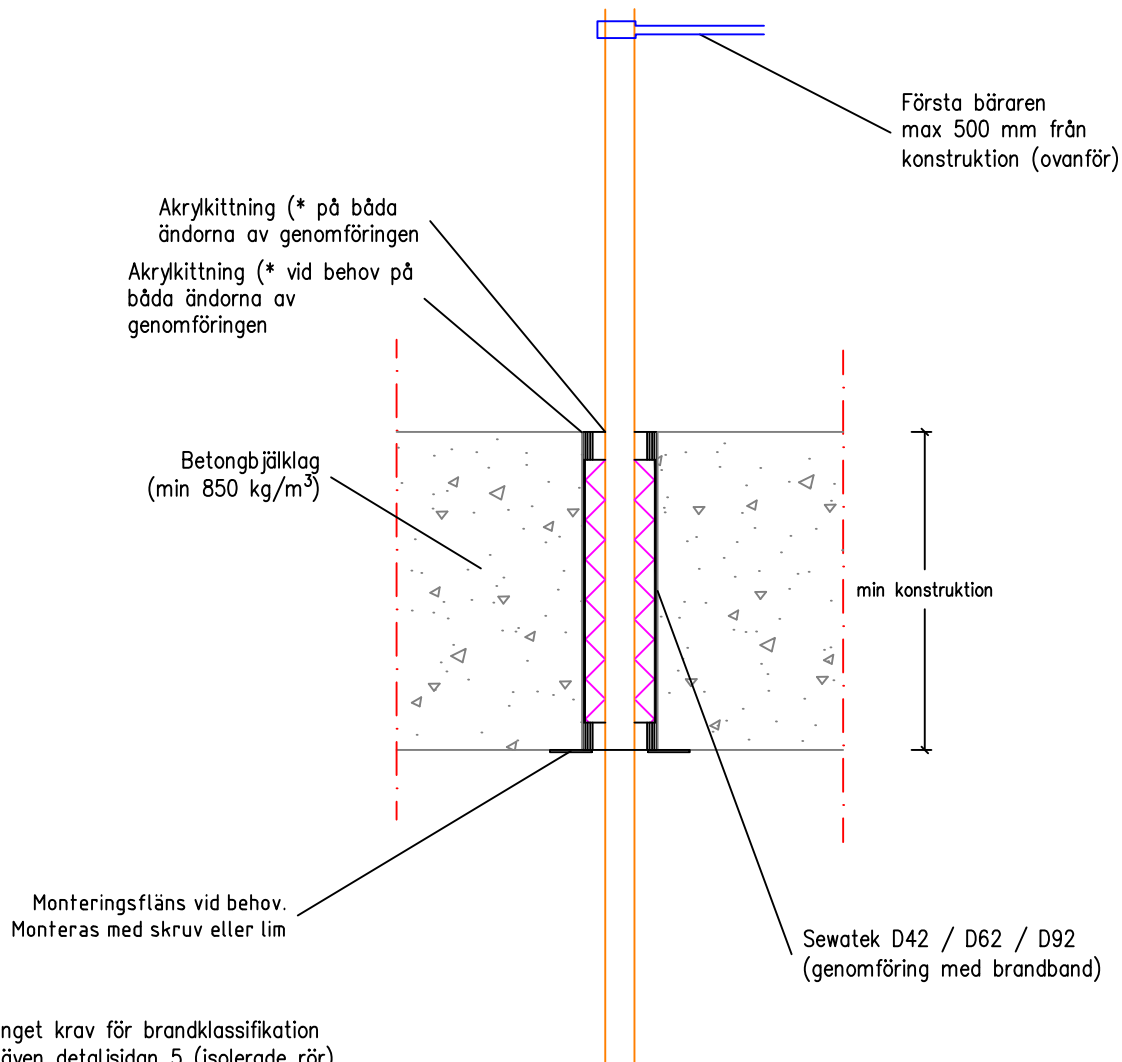 Första bäraren
max 500 mm från
konstruktion (ovanför)
Akrylkittning (* på båda
ändorna av genomföringen
Akrylkittning (* vid behov på
båda ändorna av
genomföringen
Betongbjälklag
(min 850 kg/m³)
min konstruktion
Monteringsfläns vid behov.
Monteras med skruv eller lim
Sewatek D42 / D62 / D92
(genomföring med brandband)
nget krav för brandklassifikation
även detaljsidan 5 (isolerade rör)